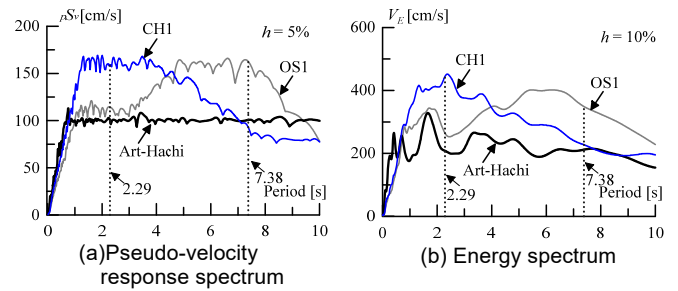 pSv[cm/s]
200
150
100
50
0
0 2 4 6 8 10
CH1
h = 5%
OS1
Art-Hachi
2.29
7.38
Period [s]
(a)Pseudo-velocity
response spectrum
VE[cm/s]
600
400
200
0
0 2 4 6 8 10
h = 10%
CH1
OS1
Art-Hachi
2.29
7.38
Period [s]
(b) Energy spectrum